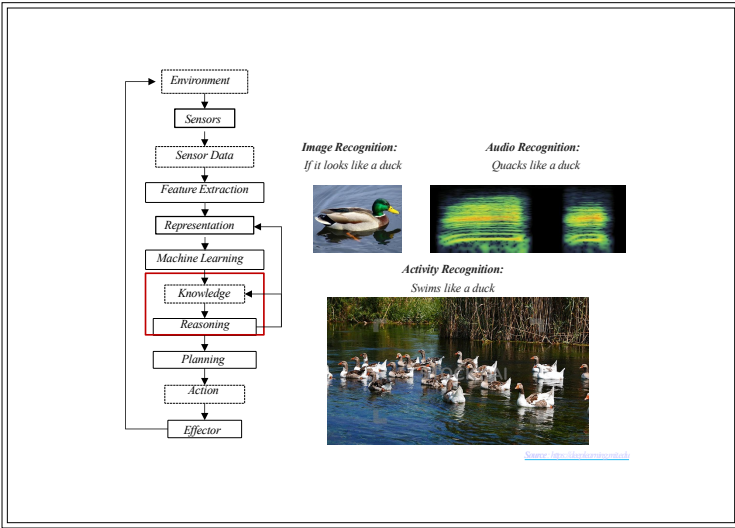 Environment
Sensors
Sensor Data
Feature Extraction
Representation
Machine Learning
Knowledge
Reasoning
Planning
Action
Effector
Image Recognition:
If it looks like a duck
Audio Recognition:
Quacks like a duck
Activity Recognition:
Swims like a duck